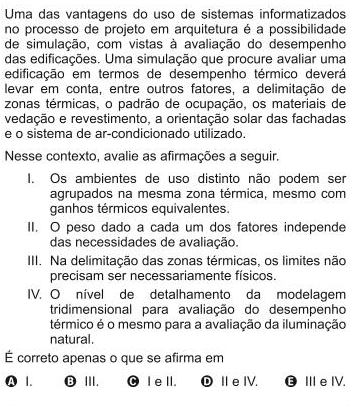 Uma das vantagens do uso de sistemas informatizados
no processo de projeto em arquitetura é a possibilidade
de simulação, com vistas à avaliação do desempenho
das edificações. Uma simulação que procure avaliar uma
edificação em termos de desempenho térmico deverá
levar em conta, entre outros fatores, a delimitação de
zonas térmicas, o padrão de ocupação, os materiais de
vedação e revestimento, a orientação solar das fachadas
e o sistema de ar-condicionado utilizado.
Nesse contexto, avalie as afirmações a seguir.
I. Os ambientes de uso distinto não podem ser
agrupados na mesma zona térmica, mesmo com
ganhos térmicos equivalentes.
II. O peso dado a cada um dos fatores independe
das necessidades de avaliação.
III. Na delimitação das zonas térmicas, os limites não
precisam ser necessariamente físicos.
IV. O nível de detalhamento da modelagem
tridimensional para avaliação do desempenho
térmico é o mesmo para a avaliação da iluminação
natural.
É correto apenas o que se afirma em
A I. B III. C I e II. D II e IV. E III e IV.